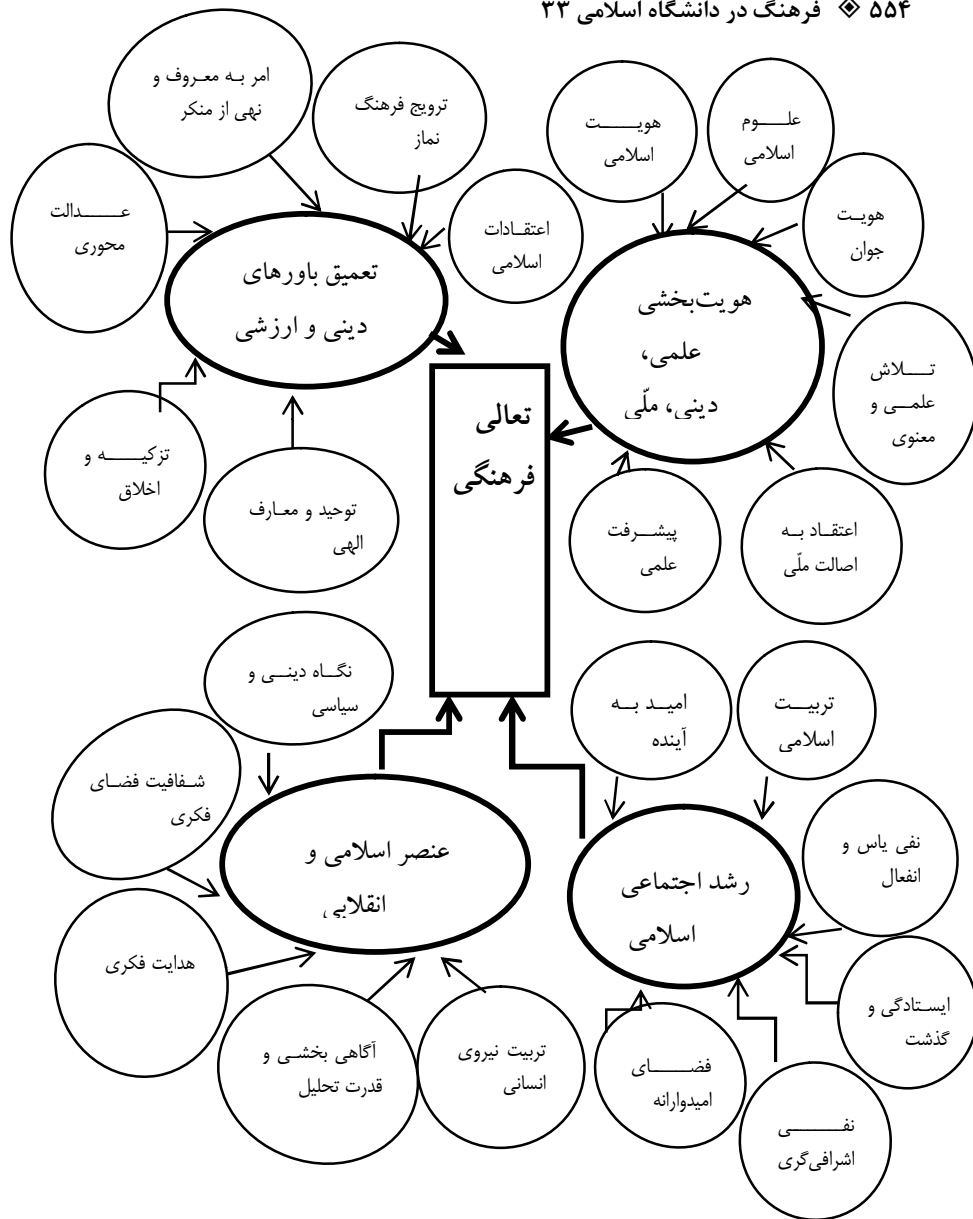 ۵۵۴ ◈ فرهنگ در دانشگاه اسلامی ۳۳
علوم
اسلامی
هویت
اسلامی
هویت
جوان
تلاش
علمی و
معنوی
اعتقاد به
اصالت ملّی
پیشرفت
علمی
هویت‌بخشی
علمی،
دینی، ملّی
ترویج فرهنگ
نماز
امر به معروف و
نهی از منکر
اعتقادات
اسلامی
عدالت
محوری
تزکیه و
اخلاق
توحید و معارف
الهی
تعمیق باورهای
دینی و ارزشی
تعالی
فرهنگی
تربیت
اسلامی
امید به
آینده
نفی یاس و
انفعال
ایستادگی و
گذشت
نفی
اشرافی‌گری
فضای
امیدوارانه
رشد اجتماعی
اسلامی
نگاه دینی و
سیاسی
شفافیت فضای
فکری
هدایت فکری
آگاهی بخشی و
قدرت تحلیل
تربیت نیروی
انسانی
عنصر اسلامی و
انقلابی